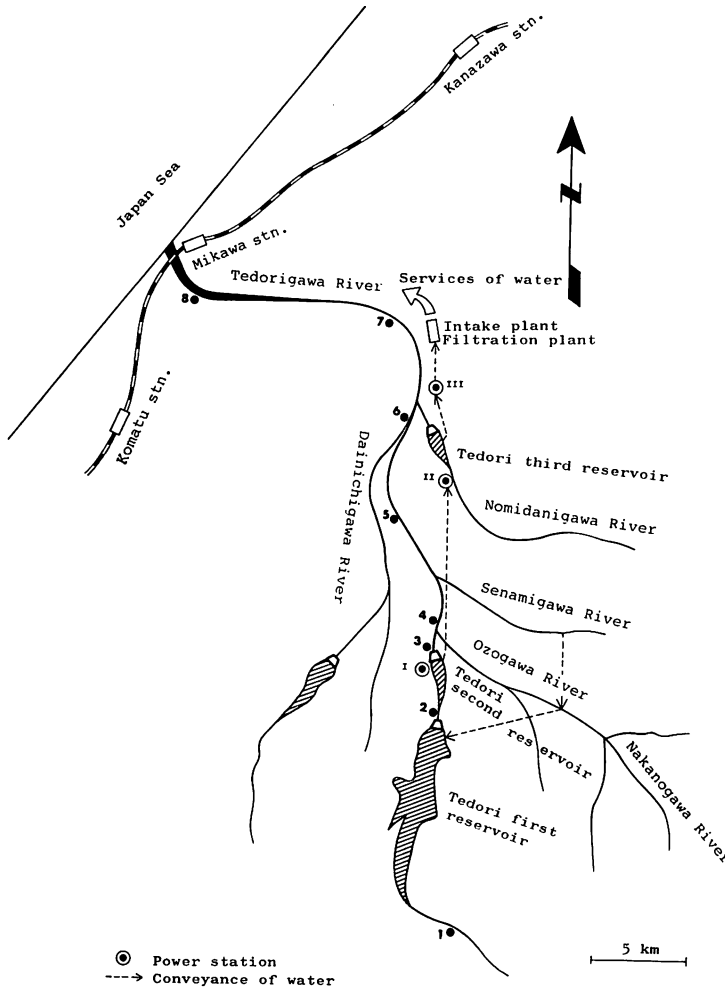 Kanazawa stn.
Japan Sea
Mikawa stn.
N
Tedorigawa River
Services of water
8
7
Intake plant
Filtration plant
III
Komatu stn.
6
Dainichigawa River
Tedori third reservoir
II
Nomidanigawa River
5
Senamigawa River
4
3
Ozogawa River
I
Tedori
second
reservoir
2
Nakanogawa River
Tedori first
reservoir
1
5 km
Power station
Conveyance of water